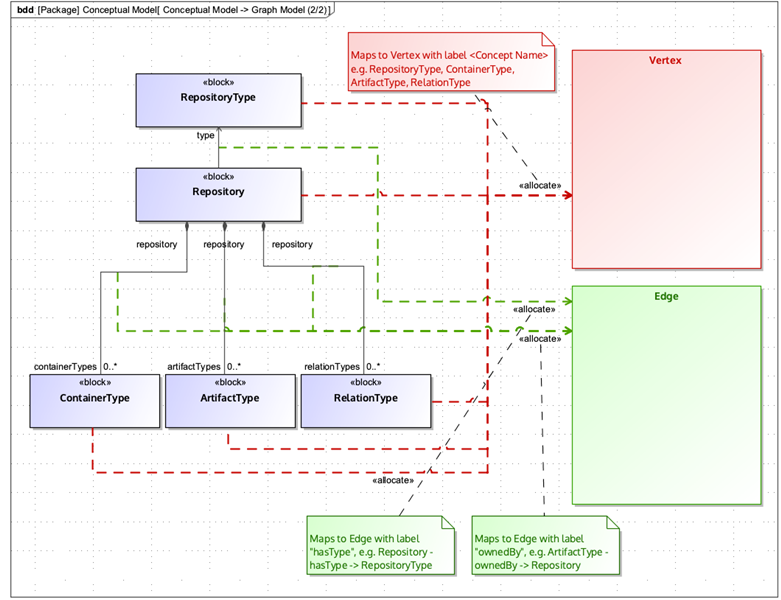 bdd [Package] Conceptual Model[ Conceptual Model -> Graph Model (2/2)]
Maps to Vertex with label <Concept Name>
e.g. RepositoryType, ContainerType,
ArtifactType, RelationType
Vertex
«block»
RepositoryType
type
«block»
Repository
«allocate»
repository
repository
repository
Edge
«allocate»
«allocate»
containerTypes 0..*
artifactTypes 0..*
relationTypes 0..*
«block»
ContainerType
«block»
ArtifactType
«block»
RelationType
«allocate»
Maps to Edge with label
"hasType", e.g. Repository -
hasType -> RepositoryType
Maps to Edge with label
"ownedBy", e.g. ArtifactType -
ownedBy -> Repository